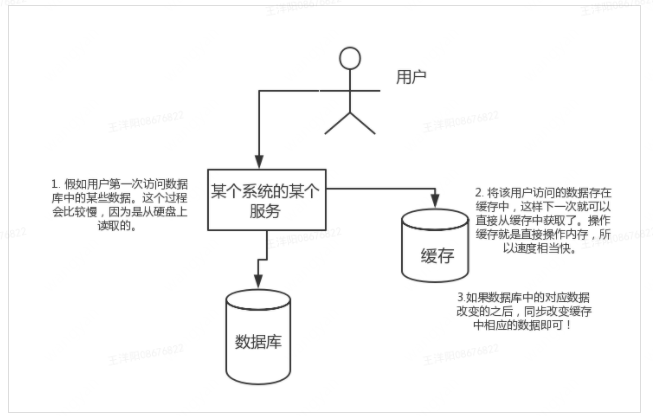 用户
1. 假如用户第一次访问数据
库中的某些数据。这个过程
会比较慢，因为是从硬盘上
读取的。
某个系统的某个
服务
2. 将该用户访问的数据存在
缓存中，这样下一次就可以
直接从缓存中获取了。操作
缓存就是直接操作内存，所
以速度相当快。
缓存
3.如果数据库中的对应数据
改变的之后，同步改变缓存
中相应的数据即可！
数据库